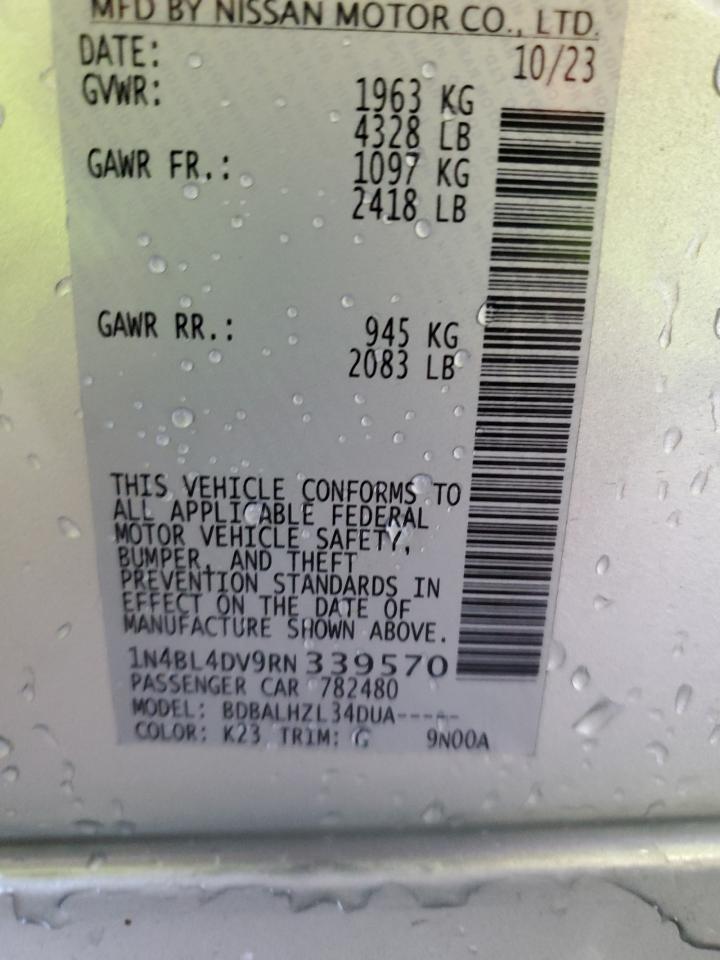 MFD BY NISSAN MOTOR CO., LTD.
DATE: 10/23
GVWR: 1963 KG
4328 LB
GAWR FR.: 1097 KG
2418 LB
GAWR RR.: 945 KG
2083 LB
THIS VEHICLE CONFORMS TO
ALL APPLICABLE FEDERAL
MOTOR VEHICLE SAFETY,
BUMPER, AND THEFT
PREVENTION STANDARDS IN
EFFECT ON THE DATE OF
MANUFACTURE SHOWN ABOVE.
1N4BL4DV9RN339570
PASSENGER CAR 782480
MODEL: BDBALHZL34DUA-----
COLOR: K23 TRIM: G 9N00A